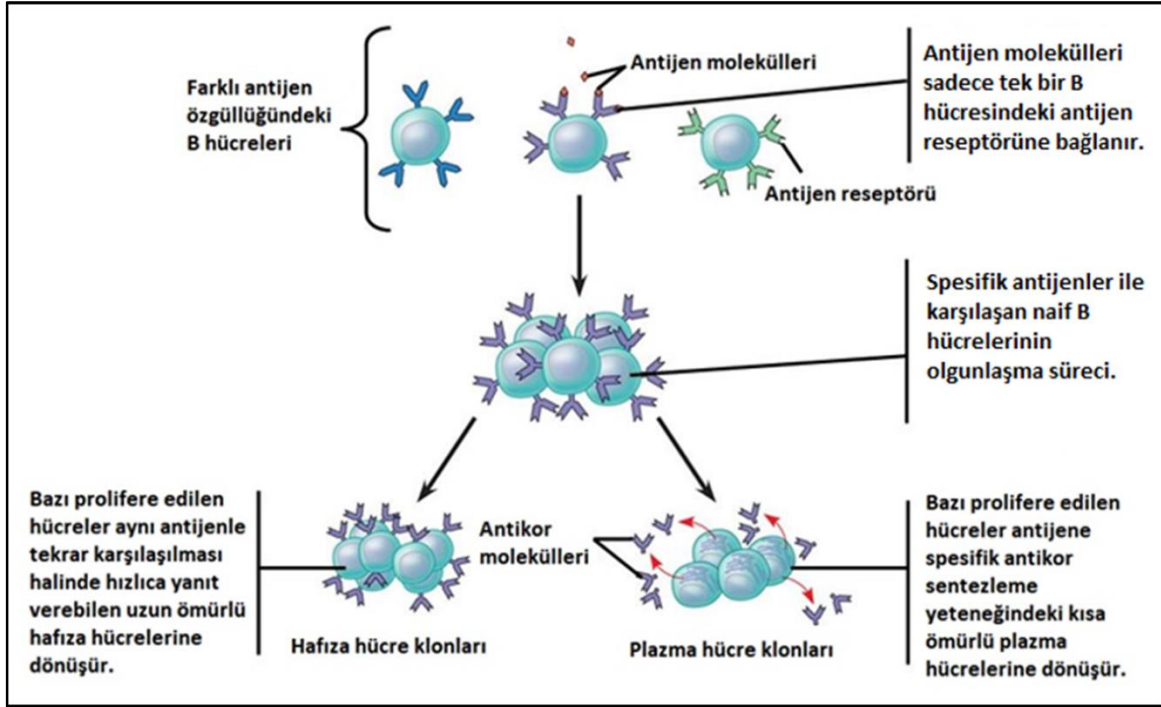 Farklı antijen
özgüllüğündeki
B hücreleri
Antijen molekülleri
Antijen molekülleri
sadece tek bir B
hücresindeki antijen
reseptörüne bağlanır.
Antijen reseptörü
Spesifik antijenler ile
karşılaşan naif B
hücrelerinin
olgunlaşma süreci.
Bazı prolifere edilen
hücreler aynı antijenle
tekrar karşılaşılması
halinde hızlıca yanıt
verebilen uzun ömürlü
hafıza hücrelerine
dönüşür.
Hafıza hücre klonları
Antikor
molekülleri
Plazma hücre klonları
Bazı prolifere edilen
hücreler antijene
spesifik antikor
sentezleme
yeteneğindeki kısa
ömürlü plazma
hücrelerine dönüşür.